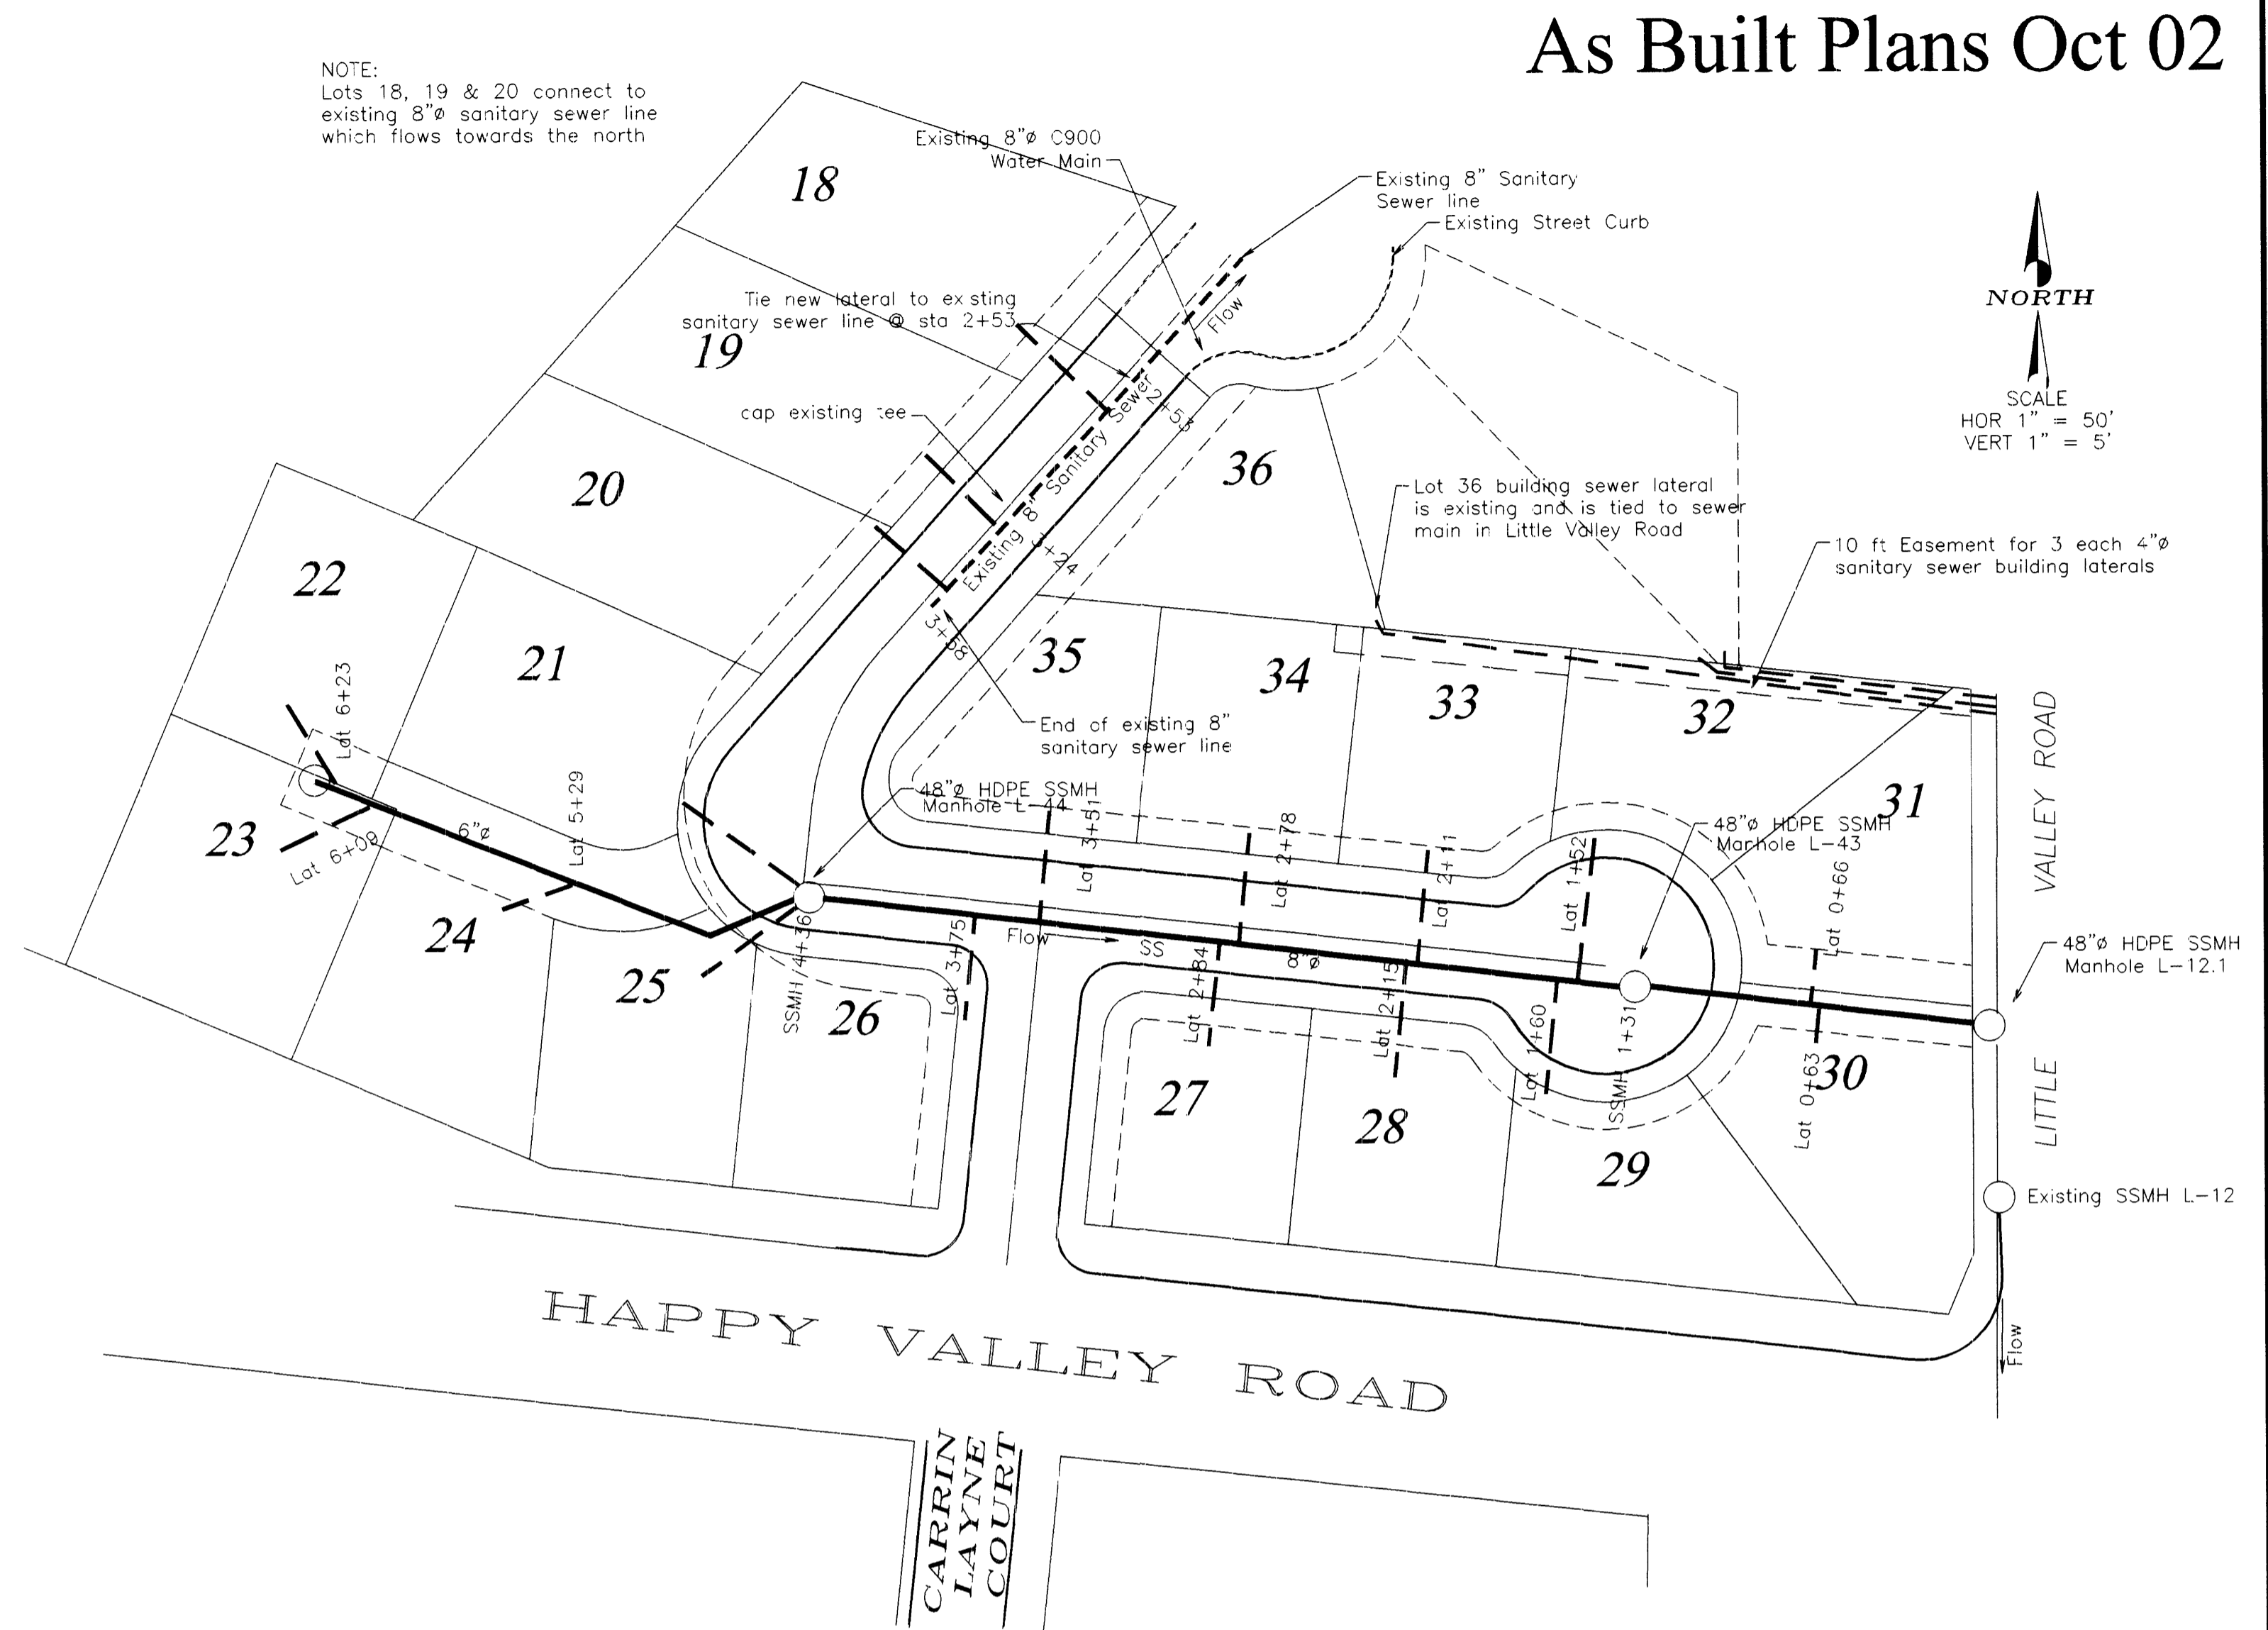 As Built Plans Oct 02
NOTE:
Lots 18, 19 & 20 connect to
existing 8"ø sanitary sewer line
which flows towards the north
Existing 8"ø C900
Water Main
Existing 8" Sanitary
Sewer line
Existing Street Curb
18
NORTH
SCALE
HOR 1" = 50'
VERT 1" = 5'
Tie new lateral to ex sting
sanitary sewer line @ sta 2+53
Flow
19
cap existing tee
Existing 8" Sanitary Sewer
2+53
3+24
3+58
36
20
Lot 36 building sewer lateral
is existing and is tied to sewer
main in Little Valley Road
10 ft Easement for 3 each 4"ø
sanitary sewer building laterals
22
21
35
34
33
32
31
End of existing 8"
sanitary sewer line
48"ø HDPE SSMH
Manhole L-44
48"ø HDPE SSMH
Manhole L-43
48"ø HDPE SSMH
Manhole L-12.1
Lat 6+23
Lat 5+29
Lat 3+51
Lat 2+78
Lat 2+11
Lat 1+52
Lat 0+66
VALLEY ROAD
LITTLE
23
Lat 6+09
6"ø
24
25
SSMH 4+36
26
Lat 3+75
Flow
SS
8"ø
Lat 2+84
Lat 2+15
Lat 1+60
SSMH 1+31
Lat 0+63
30
27
28
29
Existing SSMH L-12
Flow
HAPPY VALLEY ROAD
CARRIN
LAYNE
COURT